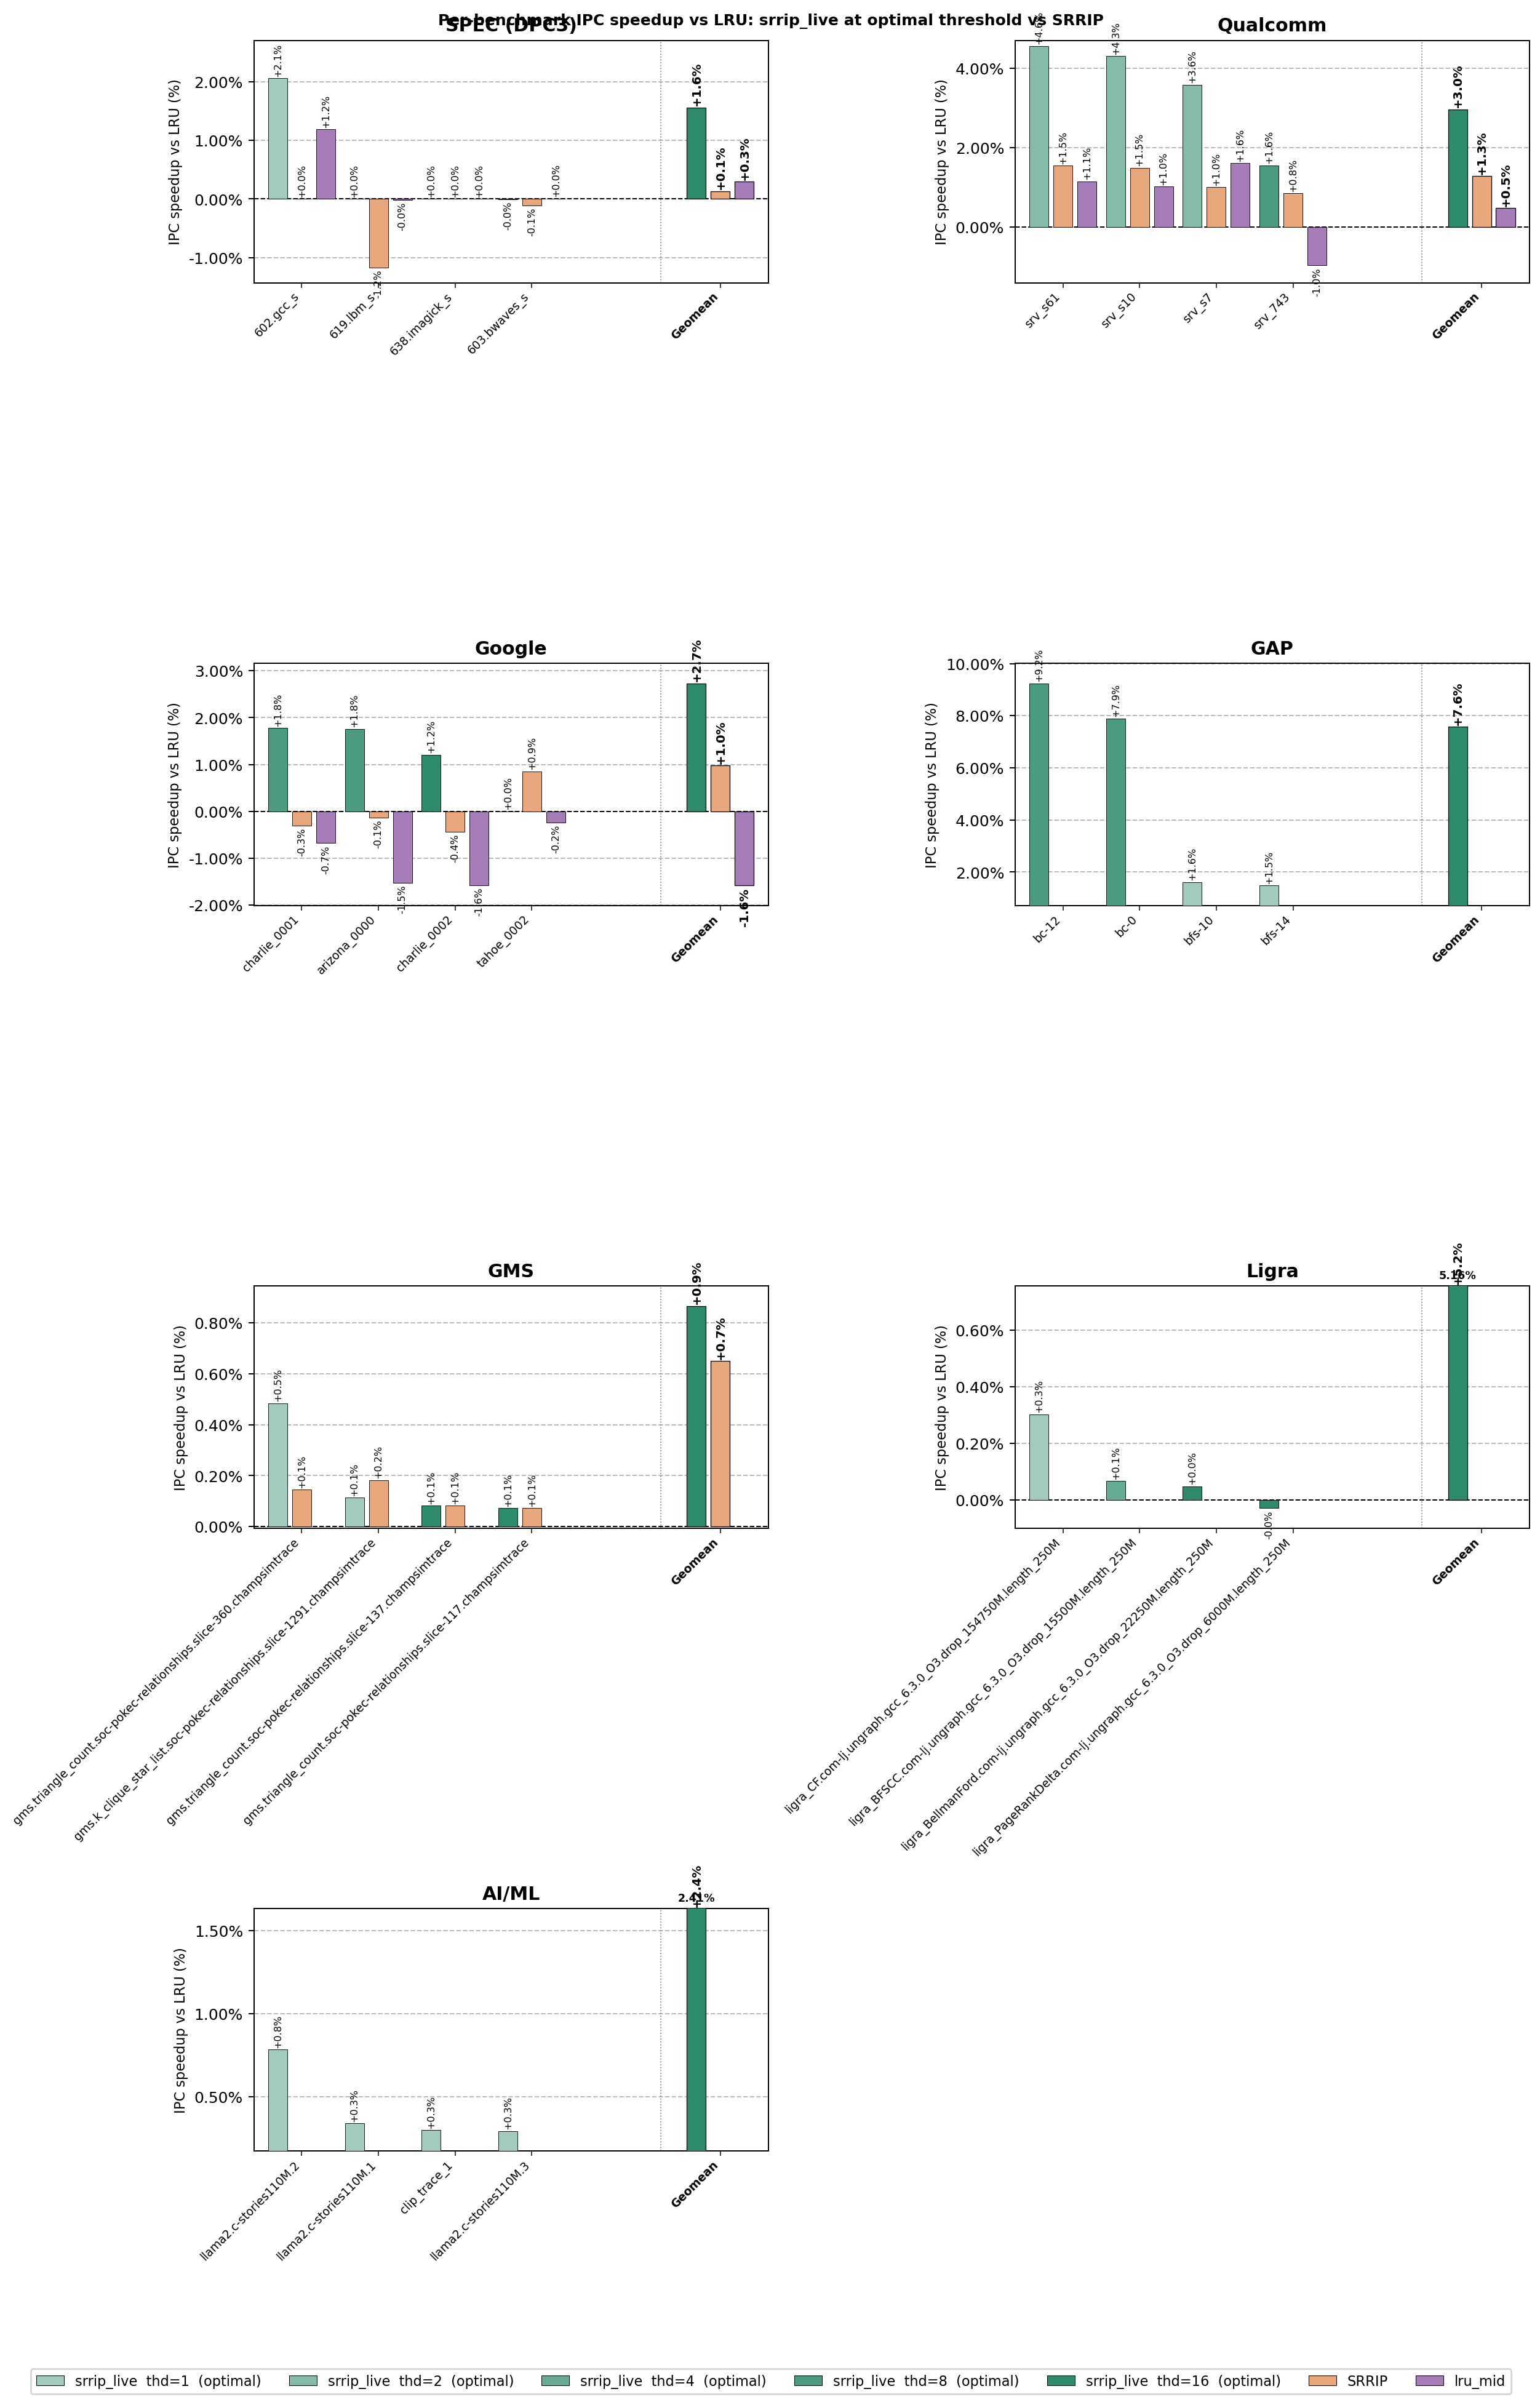 Per-benchmark IPC speedup vs LRU: srrip_live at optimal threshold vs SRRIP
SPEC (DPC3)
IPC speedup vs LRU (%)
2.00%
1.00%
0.00%
-1.00%
+2.1%
+0.0%
+1.2%
+0.0%
-1.2%
-0.0%
+0.0%
+0.0%
+0.0%
-0.0%
-0.1%
+0.0%
+1.6%
+0.1%
+0.3%
602.gcc_s
619.lbm_s
638.imagick_s
603.bwaves_s
Geomean
Qualcomm
IPC speedup vs LRU (%)
4.00%
2.00%
0.00%
+4.6%
+1.5%
+1.1%
+4.3%
+1.5%
+1.0%
+3.6%
+1.0%
+1.6%
+1.6%
+0.8%
-1.0%
+3.0%
+1.3%
+0.5%
srv_s61
srv_s10
srv_s7
srv_743
Geomean
Google
IPC speedup vs LRU (%)
3.00%
2.00%
1.00%
0.00%
-1.00%
-2.00%
+1.8%
-0.3%
-0.7%
+1.8%
-0.1%
-1.5%
+1.2%
-0.4%
-1.6%
+0.0%
+0.9%
-0.2%
+2.7%
+1.0%
-1.6%
charlie_0001
arizona_0000
charlie_0002
tahoe_0002
Geomean
GAP
IPC speedup vs LRU (%)
10.00%
8.00%
6.00%
4.00%
2.00%
+9.2%
+7.9%
+1.6%
+1.5%
+7.6%
bc-12
bc-0
bfs-10
bfs-14
Geomean
GMS
IPC speedup vs LRU (%)
0.80%
0.60%
0.40%
0.20%
0.00%
+0.5%
+0.1%
+0.1%
+0.2%
+0.1%
+0.1%
+0.1%
+0.1%
+0.9%
+0.7%
gms.triangle_count.soc-pokec-relationships.slice-360.champsimtrace
gms.k_clique_star_list.soc-pokec-relationships.slice-1291.champsimtrace
gms.triangle_count.soc-pokec-relationships.slice-137.champsimtrace
gms.triangle_count.soc-pokec-relationships.slice-117.champsimtrace
Geomean
Ligra
IPC speedup vs LRU (%)
0.60%
0.40%
0.20%
0.00%
+0.3%
+0.1%
+0.0%
-0.0%
+5.2%
ligra_CF.com-lj.ungraph.gcc_6.3.0_O3.drop_154750M.length_250M
ligra_BFSCC.com-lj.ungraph.gcc_6.3.0_O3.drop_15500M.length_250M
ligra_BellmanFord.com-lj.ungraph.gcc_6.3.0_O3.drop_22250M.length_250M
ligra_PageRankDelta.com-lj.ungraph.gcc_6.3.0_O3.drop_6000M.length_250M
Geomean
AI/ML
IPC speedup vs LRU (%)
1.50%
1.00%
0.50%
+0.8%
+0.3%
+0.3%
+0.3%
+2.4%
2.41%
llama2.c-stories110M.2
llama2.c-stories110M.1
clip_trace_1
llama2.c-stories110M.3
Geomean
srrip_live thd=1 (optimal)
srrip_live thd=2 (optimal)
srrip_live thd=4 (optimal)
srrip_live thd=8 (optimal)
srrip_live thd=16 (optimal)
SRRIP
lru_mid